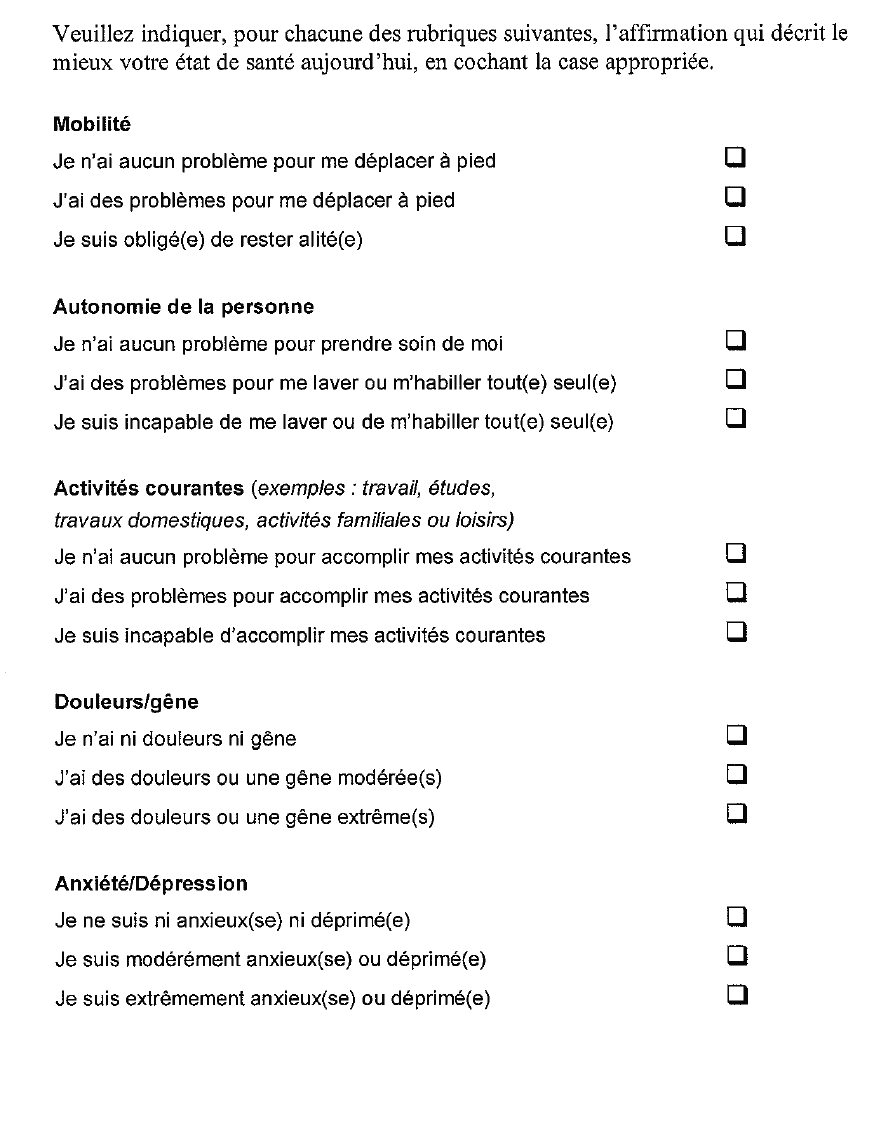 Veuillez indiquer, pour chacune des rubriques suivantes, l'affirmation qui décrit le
mieux votre état de santé aujourd'hui, en cochant la case appropriée.
Mobilité
Je n'ai aucun problème pour me déplacer à pied ❑
J'ai des problèmes pour me déplacer à pied ❑
Je suis obligé(e) de rester alité(e) ❑
Autonomie de la personne
Je n'ai aucun problème pour prendre soin de moi ❑
J'ai des problèmes pour me laver ou m'habiller tout(e) seul(e) ❑
Je suis incapable de me laver ou de m'habiller tout(e) seul(e) ❑
Activités courantes (exemples : travail, études,
travaux domestiques, activités familiales ou loisirs)
Je n'ai aucun problème pour accomplir mes activités courantes ❑
J'ai des problèmes pour accomplir mes activités courantes ❑
Je suis incapable d'accomplir mes activités courantes ❑
Douleurs/gêne
Je n'ai ni douleurs ni gêne ❑
J'ai des douleurs ou une gêne modérée(s) ❑
J'ai des douleurs ou une gêne extrême(s) ❑
Anxiété/Dépression
Je ne suis ni anxieux(se) ni déprimé(e) ❑
Je suis modérément anxieux(se) ou déprimé(e) ❑
Je suis extrêmement anxieux(se) ou déprimé(e) ❑